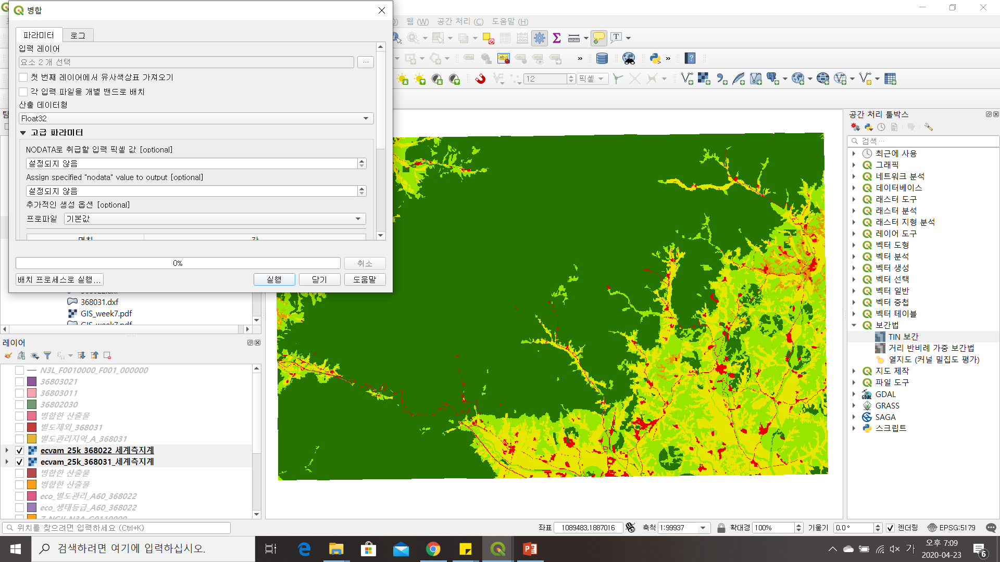 병합
파라미터
로그
입력 레이어
요소 2 개 선택
...
첫 번째 레이어에서 유사색상표 가져오기
각 입력 파일을 개별 밴드로 배치
산출 데이터형
Float32
고급 파라미터
NODATA로 취급할 입력 픽셀 값 [optional]
설정되지 않음
Assign specified "nodata" value to output [optional]
설정되지 않음
추가적인 생성 옵션 [optional]
프로파일 기본값
0%
취소
배치 프로세스로 실행...
실행
닫기
도움말
웹 (W) 공간 처리 (C) 도움말 (H)
12
픽셀
368031.dxf
GIS_week7.pdf
레이어
N3L_F0010000_F001_000000
36803021
36803011
36802030
병합한 산출물
별도제외_368031
별도관리지역_A_368031
ecvam_25k_368022_세계측지계
ecvam_25k_368031_세계측지계
병합한 산출물
병합한 산출물
eco_별도관리_A60_368022
eco_생태등급_A60_368022
공간 처리 툴박스
검색...
최근에 사용
그래픽
네트워크 분석
데이터베이스
래스터 도구
래스터 분석
래스터 지형 분석
레이어 도구
벡터 도형
벡터 분석
벡터 생성
벡터 선택
벡터 일반
벡터 중첩
벡터 테이블
보간법
TIN 보간
거리 반비례 가중 보간법
열지도 (커널 밀집도 평가)
지도 제작
파일 도구
GDAL
GRASS
SAGA
스크립트
위치를 찾으려면 입력하세요 (Ctrl+K)
좌표 1089483,1887016
축척 1:99937
확대경 100%
기울기 0.0 °
렌더링
EPSG:5179
검색하려면 여기에 입력하십시오.
가
오후 7:09
2020-04-23
6